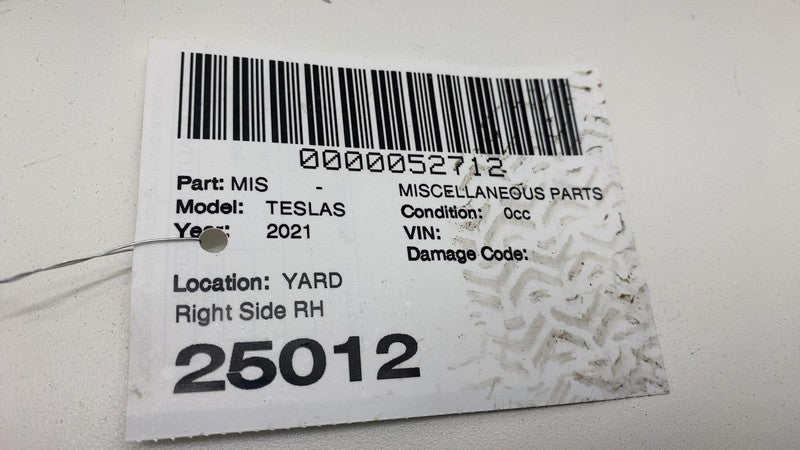 0000052712
Part: MIS - MISCELLANEOUS PARTS
Model: TESLAS Condition: 0cc
Year: 2021 VIN:
Damage Code:
Location: YARD
Right Side RH
25012